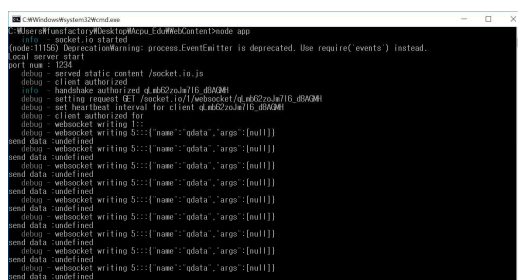 C:\Windows\system32\cmd.exe
C:\Users\funsfactory\Desktop\Acpu_Edu\WebContent>node app
info - socket.io started
(node:11156) DeprecationWarning: process.EventEmitter is deprecated. Use require('events') instead.
Local server start
port num : 1234
debug - served static content /socket.io.js
debug - client authorized
info - handshake authorized qLmb62zoJm7l6_d8AGMH
debug - setting request GET /socket.io/1/websocket/qLmb62zoJm7l6_d8AGMH
debug - set heartbeat interval for client qLmb62zoJm7l6_d8AGMH
debug - client authorized for
debug - websocket writing 1::
debug - websocket writing 5:::{"name":"qdata","args":[null]}
send data :undefined
debug - websocket writing 5:::{"name":"qdata","args":[null]}
send data :undefined
debug - websocket writing 5:::{"name":"qdata","args":[null]}
send data :undefined
debug - websocket writing 5:::{"name":"qdata","args":[null]}
send data :undefined
debug - websocket writing 5:::{"name":"qdata","args":[null]}
send data :undefined
debug - websocket writing 5:::{"name":"qdata","args":[null]}
send data :undefined
debug - websocket writing 5:::{"name":"qdata","args":[null]}
send data :undefined
debug - websocket writing 5:::{"name":"qdata","args":[null]}
send data :undefined